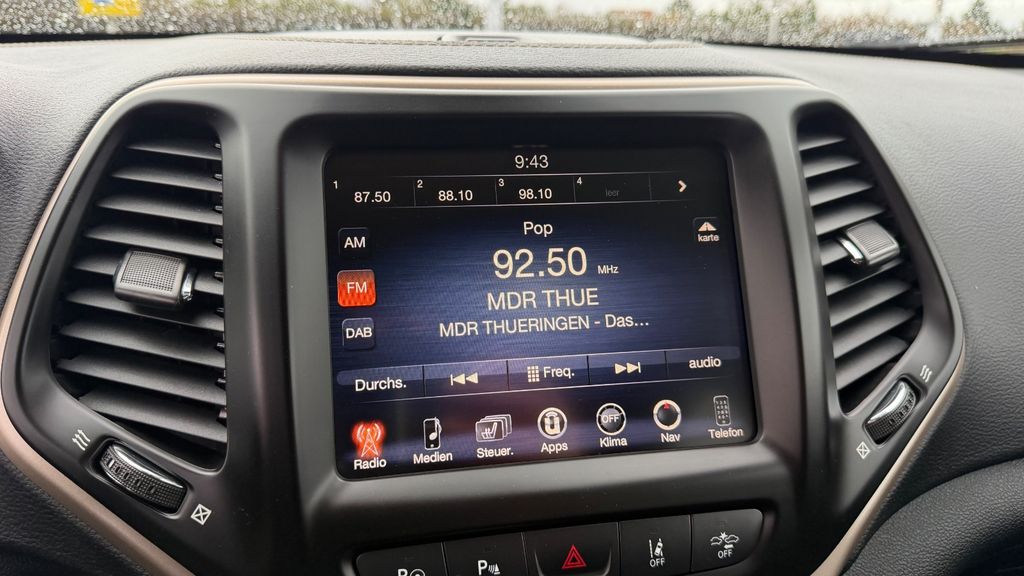 9:43
1 87.50 2 88.10 3 98.10 4 leer
Pop
karte
AM
92.50 MHz
FM
MDR THUE
DAB
MDR THUERINGEN - Das...
Durchs. Freq. audio
OFF
Radio Medien Steuer. Apps Klima Nav Telefon
P P OFF OFF